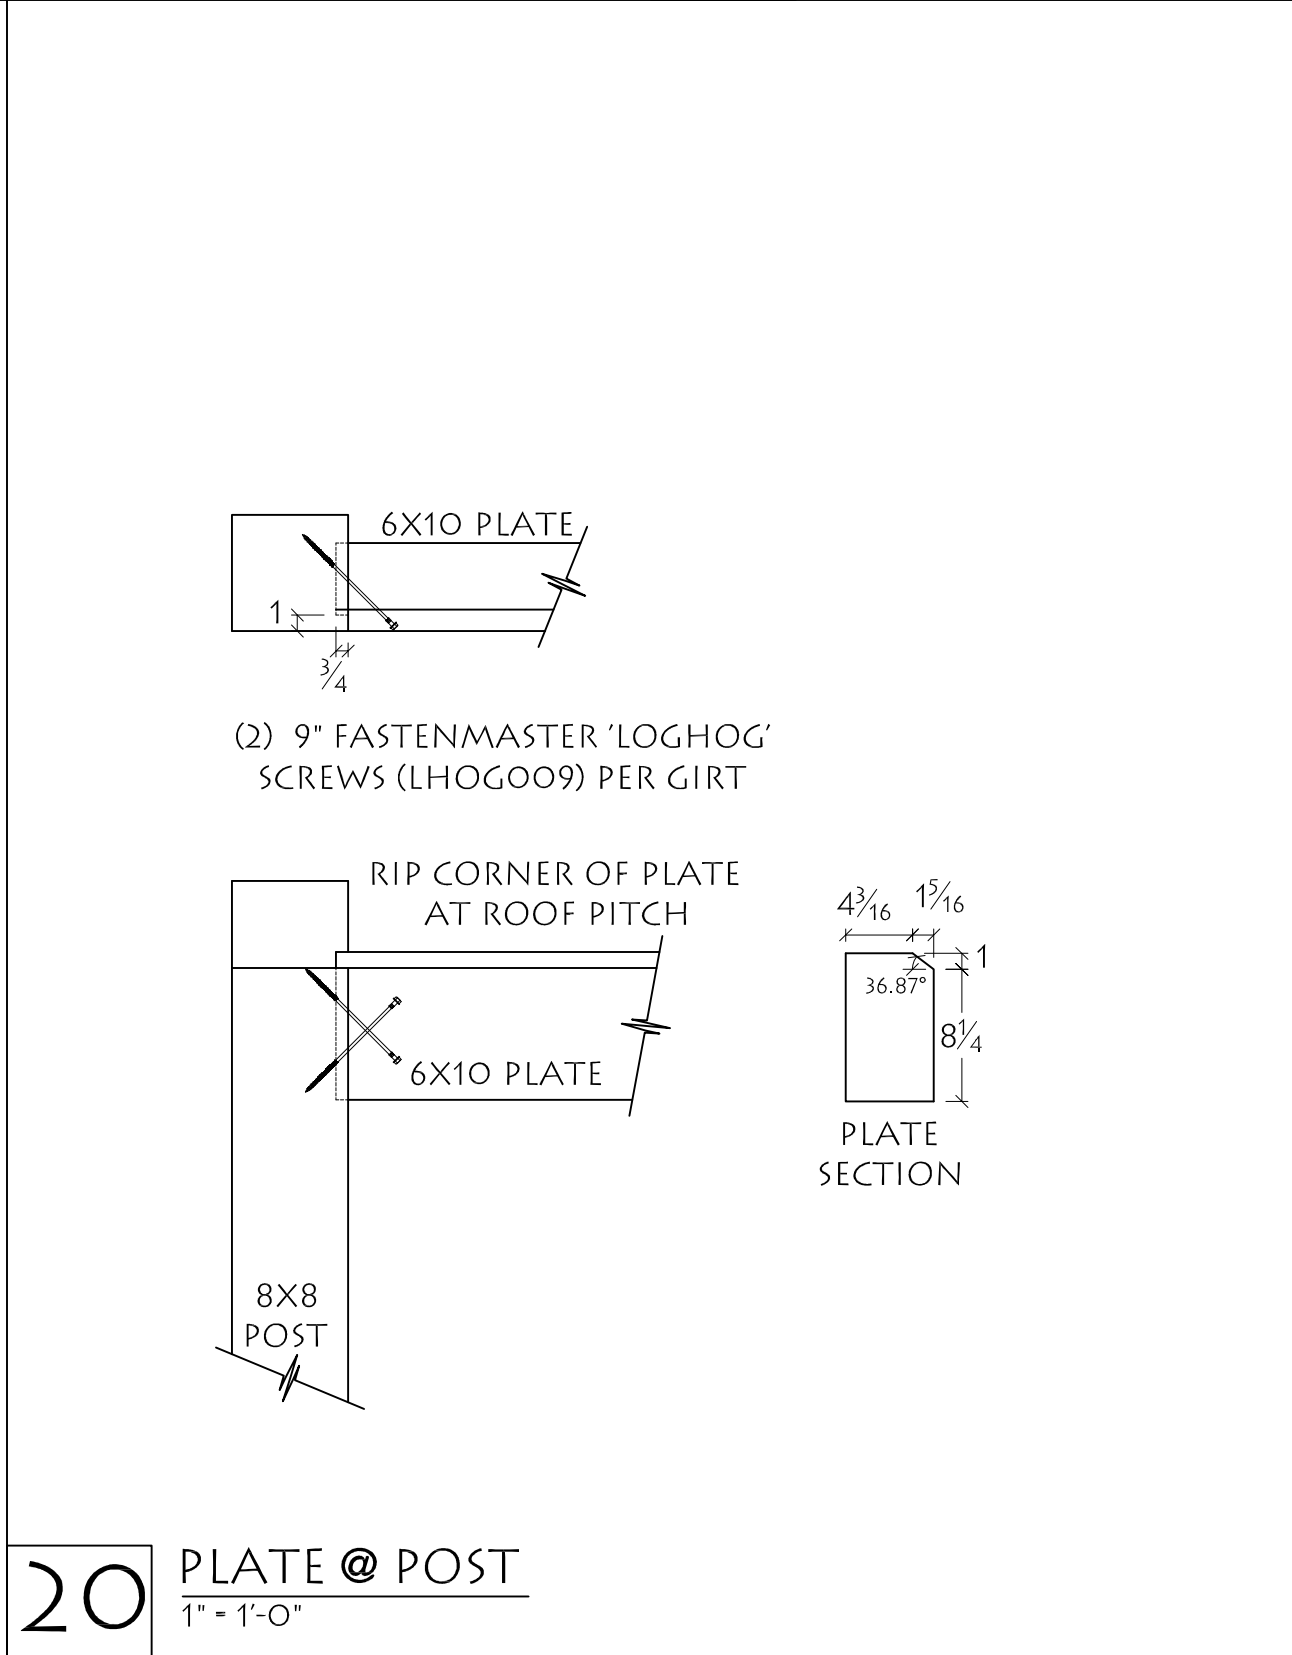 6X10 PLATE
1
3/4
(2) 9" FASTENMASTER 'LOGHOG'
SCREWS (LHOG009) PER GIRT
RIP CORNER OF PLATE
AT ROOF PITCH
4 3/16 1 5/16
1
36.87°
8 1/4
6X10 PLATE
PLATE
SECTION
8X8
POST
20
PLATE @ POST
1" = 1'-0"